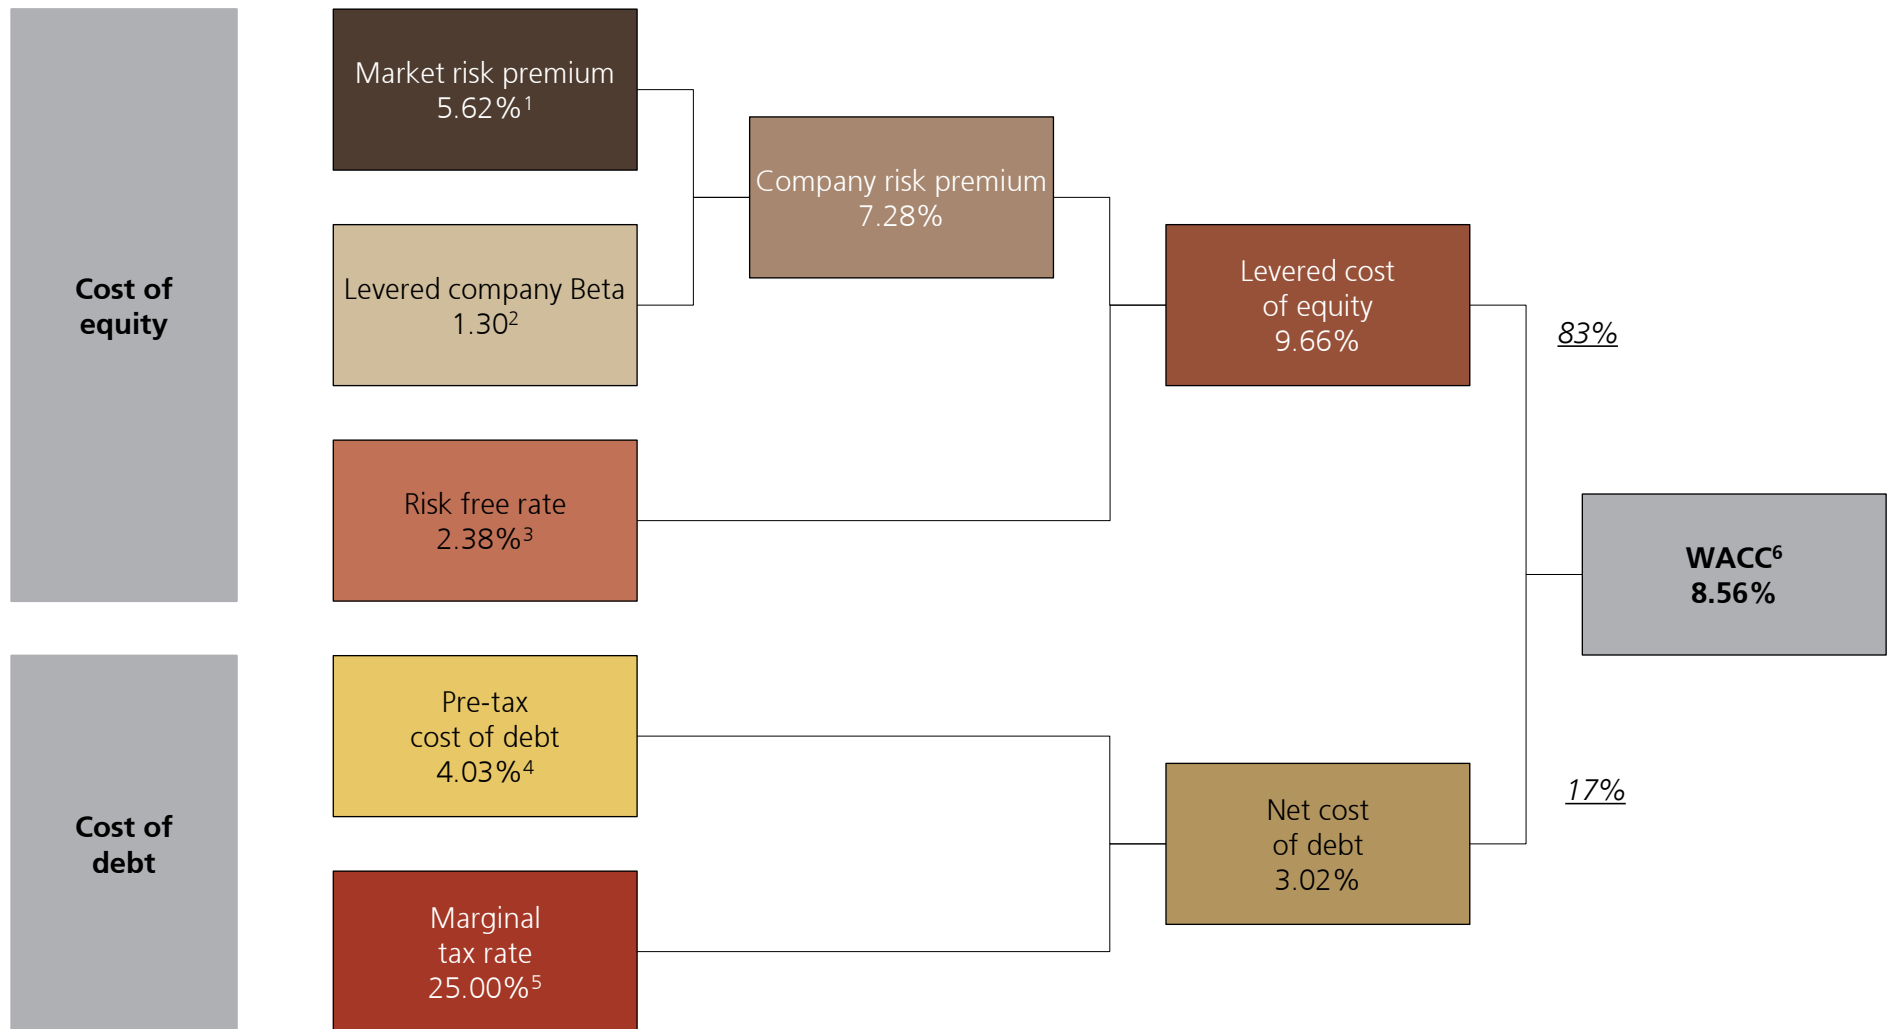 Cost of
equity
Market risk premium
5.62%¹
Levered company Beta
1.30²
Risk free rate
2.38%³
Company risk premium
7.28%
Levered cost
of equity
9.66%
83%
Cost of
debt
Pre-tax
cost of debt
4.03%⁴
Marginal
tax rate
25.00%⁵
Net cost
of debt
3.02%
17%
WACC⁶
8.56%